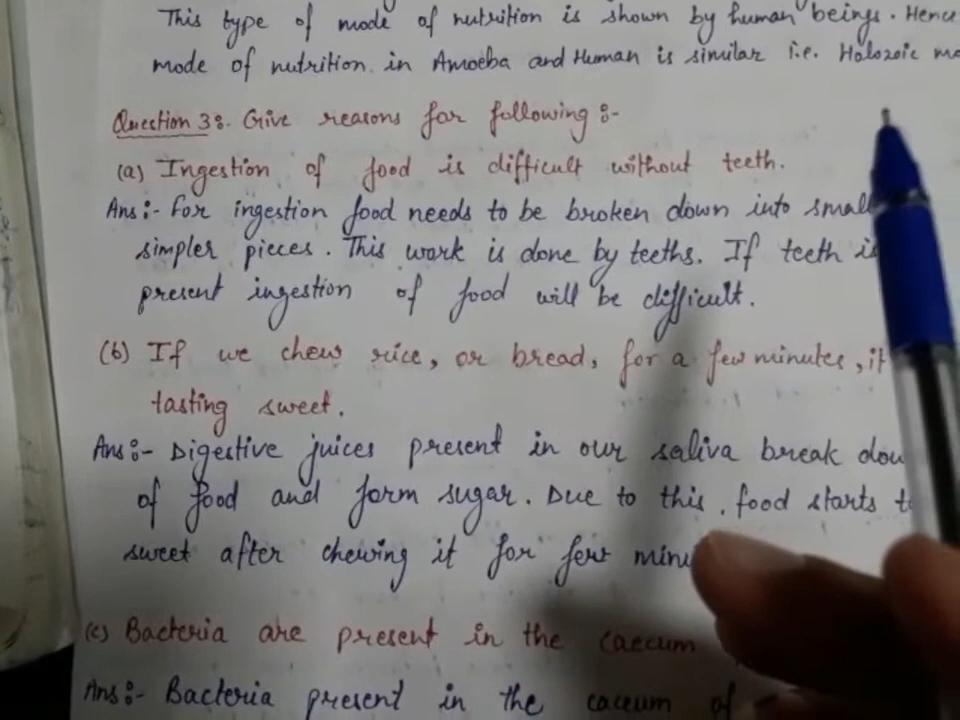 This type of mode of nutrition is shown by human beings. Hence
mode of nutrition in Amoeba and Human is similar i.e. Holozoic
Question 3:- Give reasons for following :-
(a) Ingestion of food is difficult without teeth.
Ans:- For ingestion food needs to be broken down into small
simpler pieces. This work is done by teeths. If teeth is
present ingestion of food will be difficult.
(b) If we chew rice, or bread, for a few minutes, it
tasting sweet.
Ans:- Digestive juices present in our saliva break
of food and form sugar. Due to this, food starts
sweet after chewing it for few
(c) Bacteria are present in the caecum
Ans:- Bacteria present in the caceum of